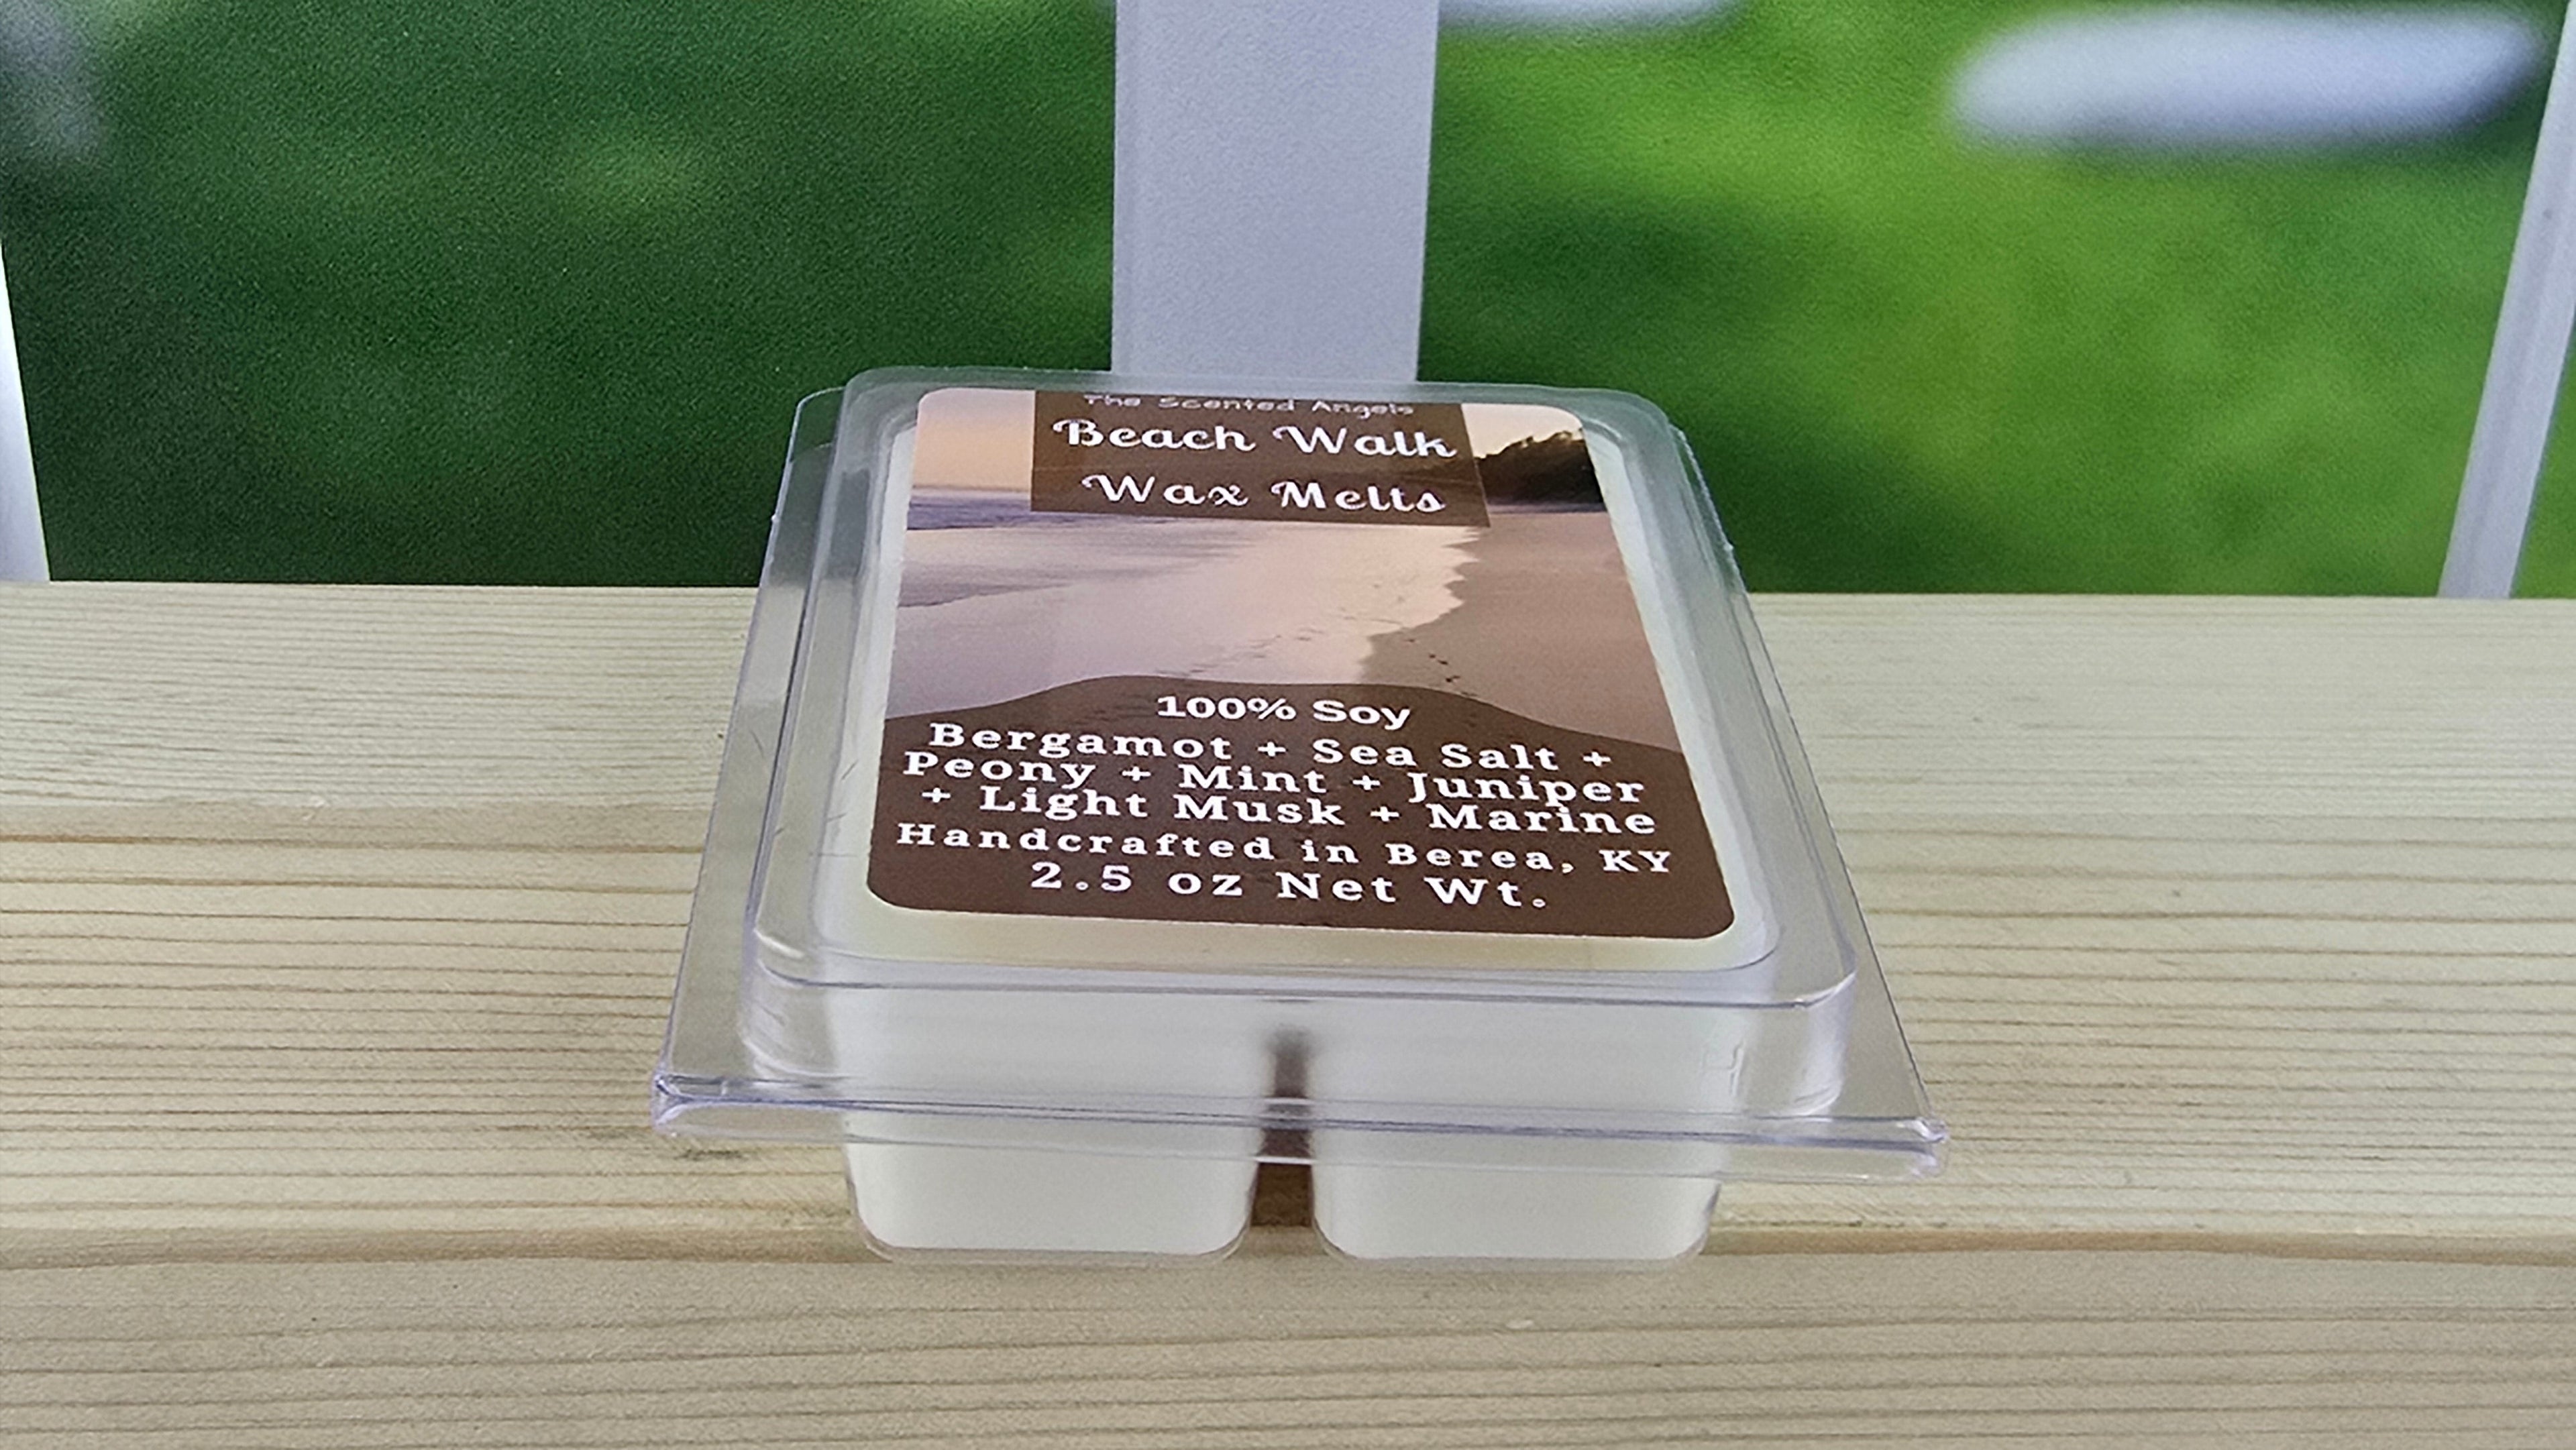 The Scented Angels
Beach Walk
Wax Melts
100% Soy
Bergamot + Sea Salt +
Peony + Mint + Juniper
+ Light Musk + Marine
Handcrafted in Berea, KY
2.5 oz Net Wt.